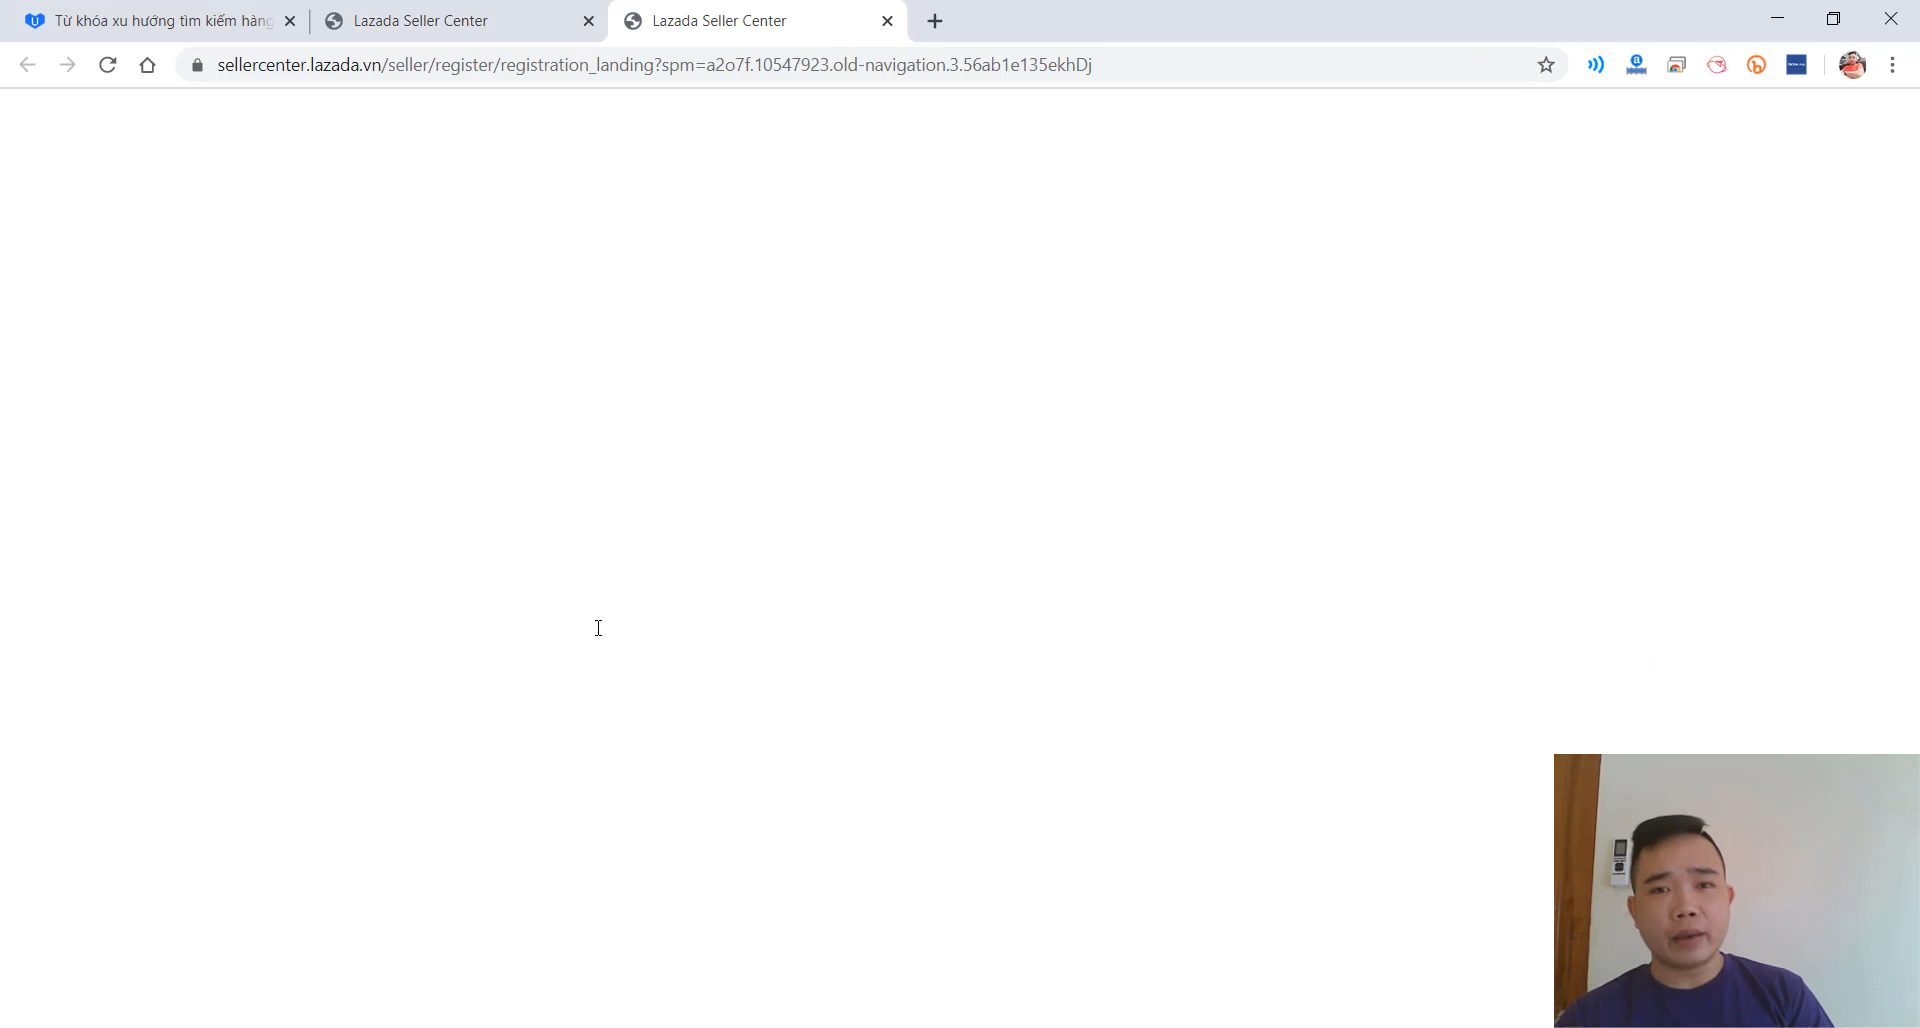 Từ khóa xu hướng tìm kiếm hàng
Lazada Seller Center
Lazada Seller Center
sellercenter.lazada.vn/seller/register/registration_landing?spm=a2o7f.10547923.old-navigation.3.56ab1e135ekhDj